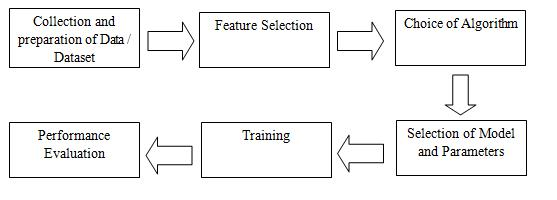 Collection and
preparation of Data /
Dataset
Feature Selection
Choice of Algorithm
Selection of Model
and Parameters
Training
Performance
Evaluation